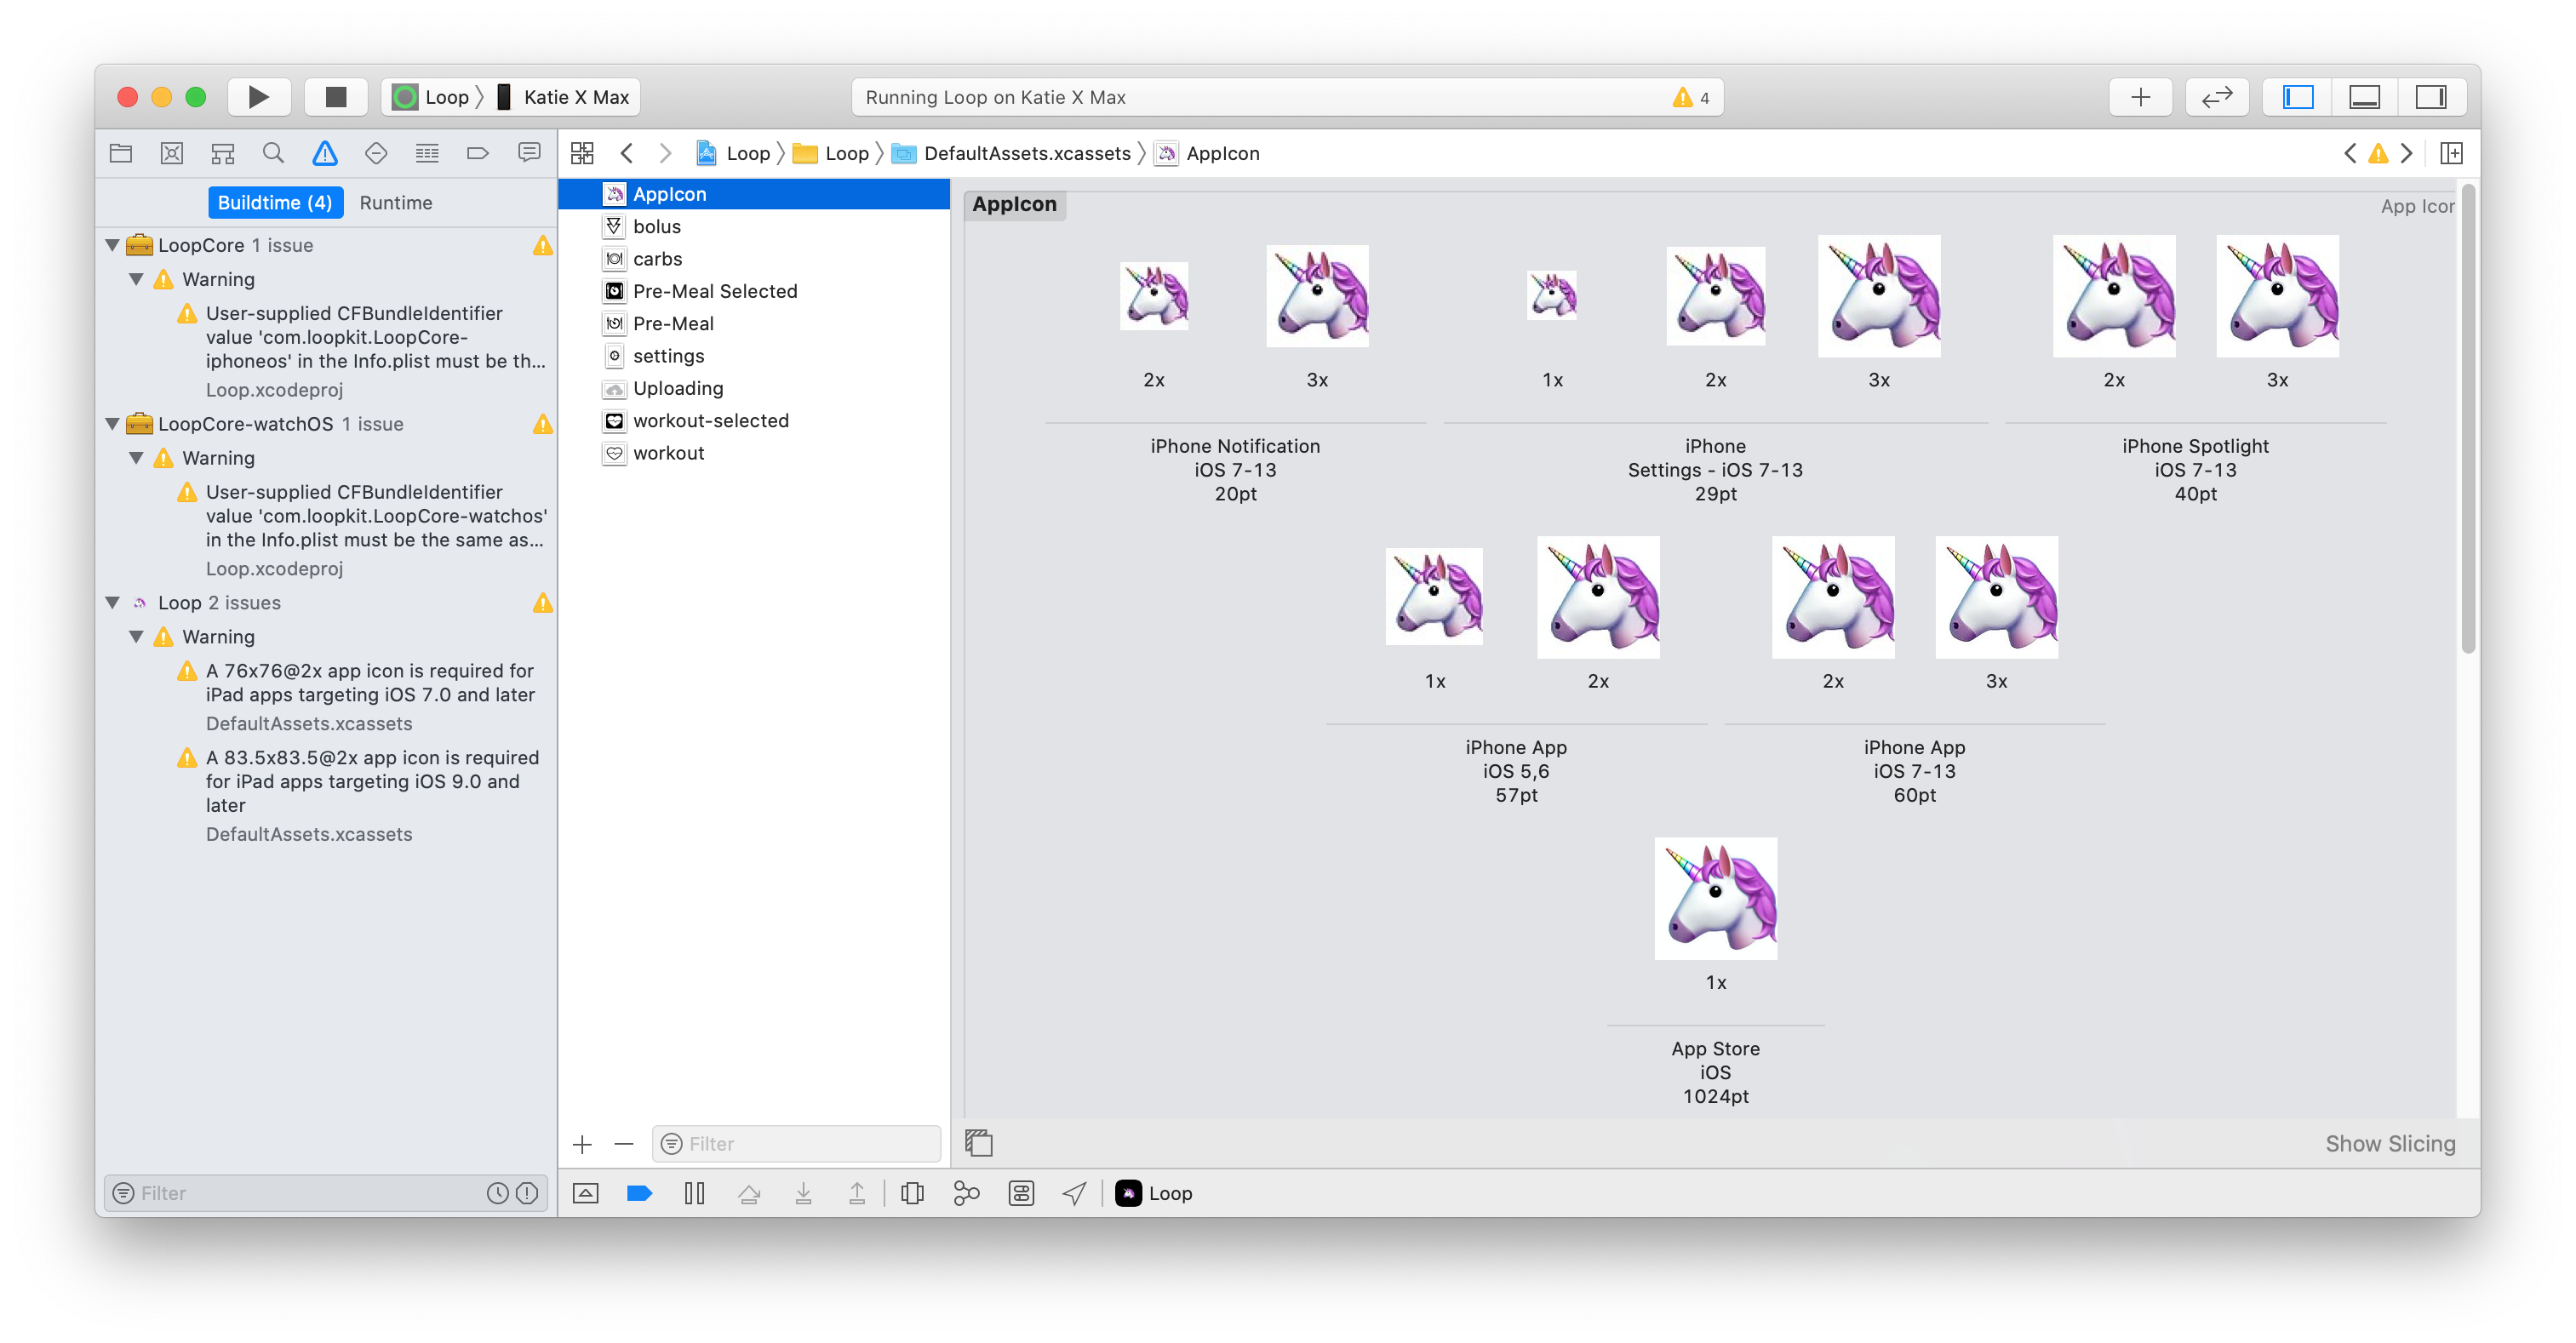 Loop
Katie X Max
Running Loop on Katie X Max
4
Loop
Loop
DefaultAssets.xcassets
AppIcon
Buildtime (4)
Runtime
LoopCore 1 issue
Warning
User-supplied CFBundleIdentifier
value 'com.loopkit.LoopCore-
iphoneos' in the Info.plist must be th...
Loop.xcodeproj
LoopCore-watchOS 1 issue
Warning
User-supplied CFBundleIdentifier
value 'com.loopkit.LoopCore-watchos'
in the Info.plist must be the same as...
Loop.xcodeproj
Loop 2 issues
Warning
A 76x76@2x app icon is required for
iPad apps targeting iOS 7.0 and later
DefaultAssets.xcassets
A 83.5x83.5@2x app icon is required
for iPad apps targeting iOS 9.0 and
later
DefaultAssets.xcassets
Filter
AppIcon
bolus
carbs
Pre-Meal Selected
Pre-Meal
settings
Uploading
workout-selected
workout
Filter
AppIcon
App Icon
2x
3x
1x
2x
3x
2x
3x
iPhone Notification
iOS 7-13
20pt
iPhone
Settings - iOS 7-13
29pt
iPhone Spotlight
iOS 7-13
40pt
1x
2x
2x
3x
iPhone App
iOS 5,6
57pt
iPhone App
iOS 7-13
60pt
1x
App Store
iOS
1024pt
Show Slicing
Loop